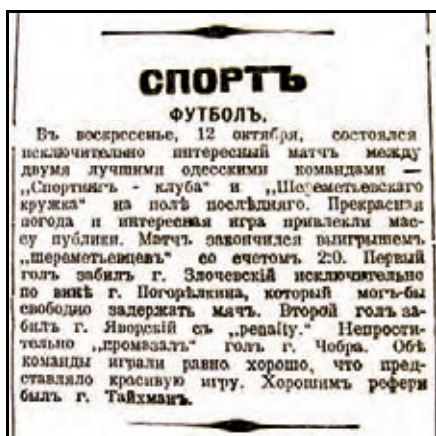 СПОРТЪ
ФУТБОЛЪ.
Въ воскресенье, 12 октября, состоялся
исключительно интересный матчъ между
двумя лучшими одесскими командами —
„Спортингъ - клуба“ и „Шереметьевскаго
кружка“ на полѣ послѣдняго. Прекрасная
погода и интересная игра привлекли мас-
су публики. Матчъ закончился выигрышемъ
„шереметьевцевъ“ со счетомъ 2:0. Первый
голъ забилъ г. Злочевскій исключительно
по винѣ г. Погорѣлкина, который могъ-бы
свободно задержать мячъ. Второй голъ за-
билъ г. Яворскій съ „penality.“ Непрости-
тельно „промазалъ“ голъ г. Чобра. Обѣ
команды играли равно хорошо, что пред-
ставляло красивую игру. Хорошимъ рефери
былъ г. Тайхманъ.